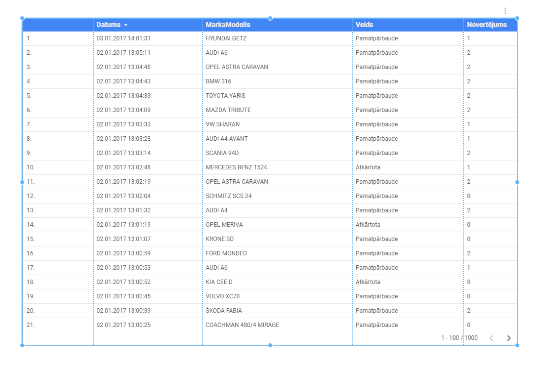 Datums MarkaModelis Veids Novertējums
1. 03.01.2017 14:01:31 HYUNDAI GETZ Pamatpārbaude 1
2. 02.01.2017 13:05:11 AUDI A6 Pamatpārbaude 2
3. 02.01.2017 13:04:48 OPEL ASTRA CARAVAN Pamatpārbaude 2
4. 02.01.2017 13:04:43 BMW 316 Pamatpārbaude 2
5. 02.01.2017 13:04:33 TOYOTA YARIS Pamatpārbaude 2
6. 02.01.2017 13:04:09 MAZDA TRIBUTE Pamatpārbaude 2
7. 02.01.2017 13:03:33 VW SHARAN Pamatpārbaude 1
8. 02.01.2017 13:03:28 AUDI A4 AVANT Pamatpārbaude 1
9. 02.01.2017 13:03:14 SCANIA 94D Pamatpārbaude 2
10. 02.01.2017 13:02:48 MERCEDES BENZ 1524 Atkārtota 1
11. 02.01.2017 13:02:19 OPEL ASTRA CARAVAN Pamatpārbaude 2
12. 02.01.2017 13:02:04 SCHMITZ SCS 24 Pamatpārbaude 0
13. 02.01.2017 13:01:32 AUDI A4 Pamatpārbaude 2
14. 02.01.2017 13:01:19 OPEL MERIVA Atkārtota 0
15. 02.01.2017 13:01:07 KRONE SD Pamatpārbaude 0
16. 02.01.2017 13:00:59 FORD MONDEO Pamatpārbaude 2
17. 02.01.2017 13:00:53 AUDI A6 Pamatpārbaude 1
18. 02.01.2017 13:00:52 KIA CEE D Atkārtota 0
19. 02.01.2017 13:00:45 VOLVO XC70 Pamatpārbaude 0
20. 02.01.2017 13:00:39 ŠKODA FABIA Pamatpārbaude 2
21. 02.01.2017 13:00:25 COACHMAN 480/4 MIRAGE Pamatpārbaude 0
1 - 100 / 1000